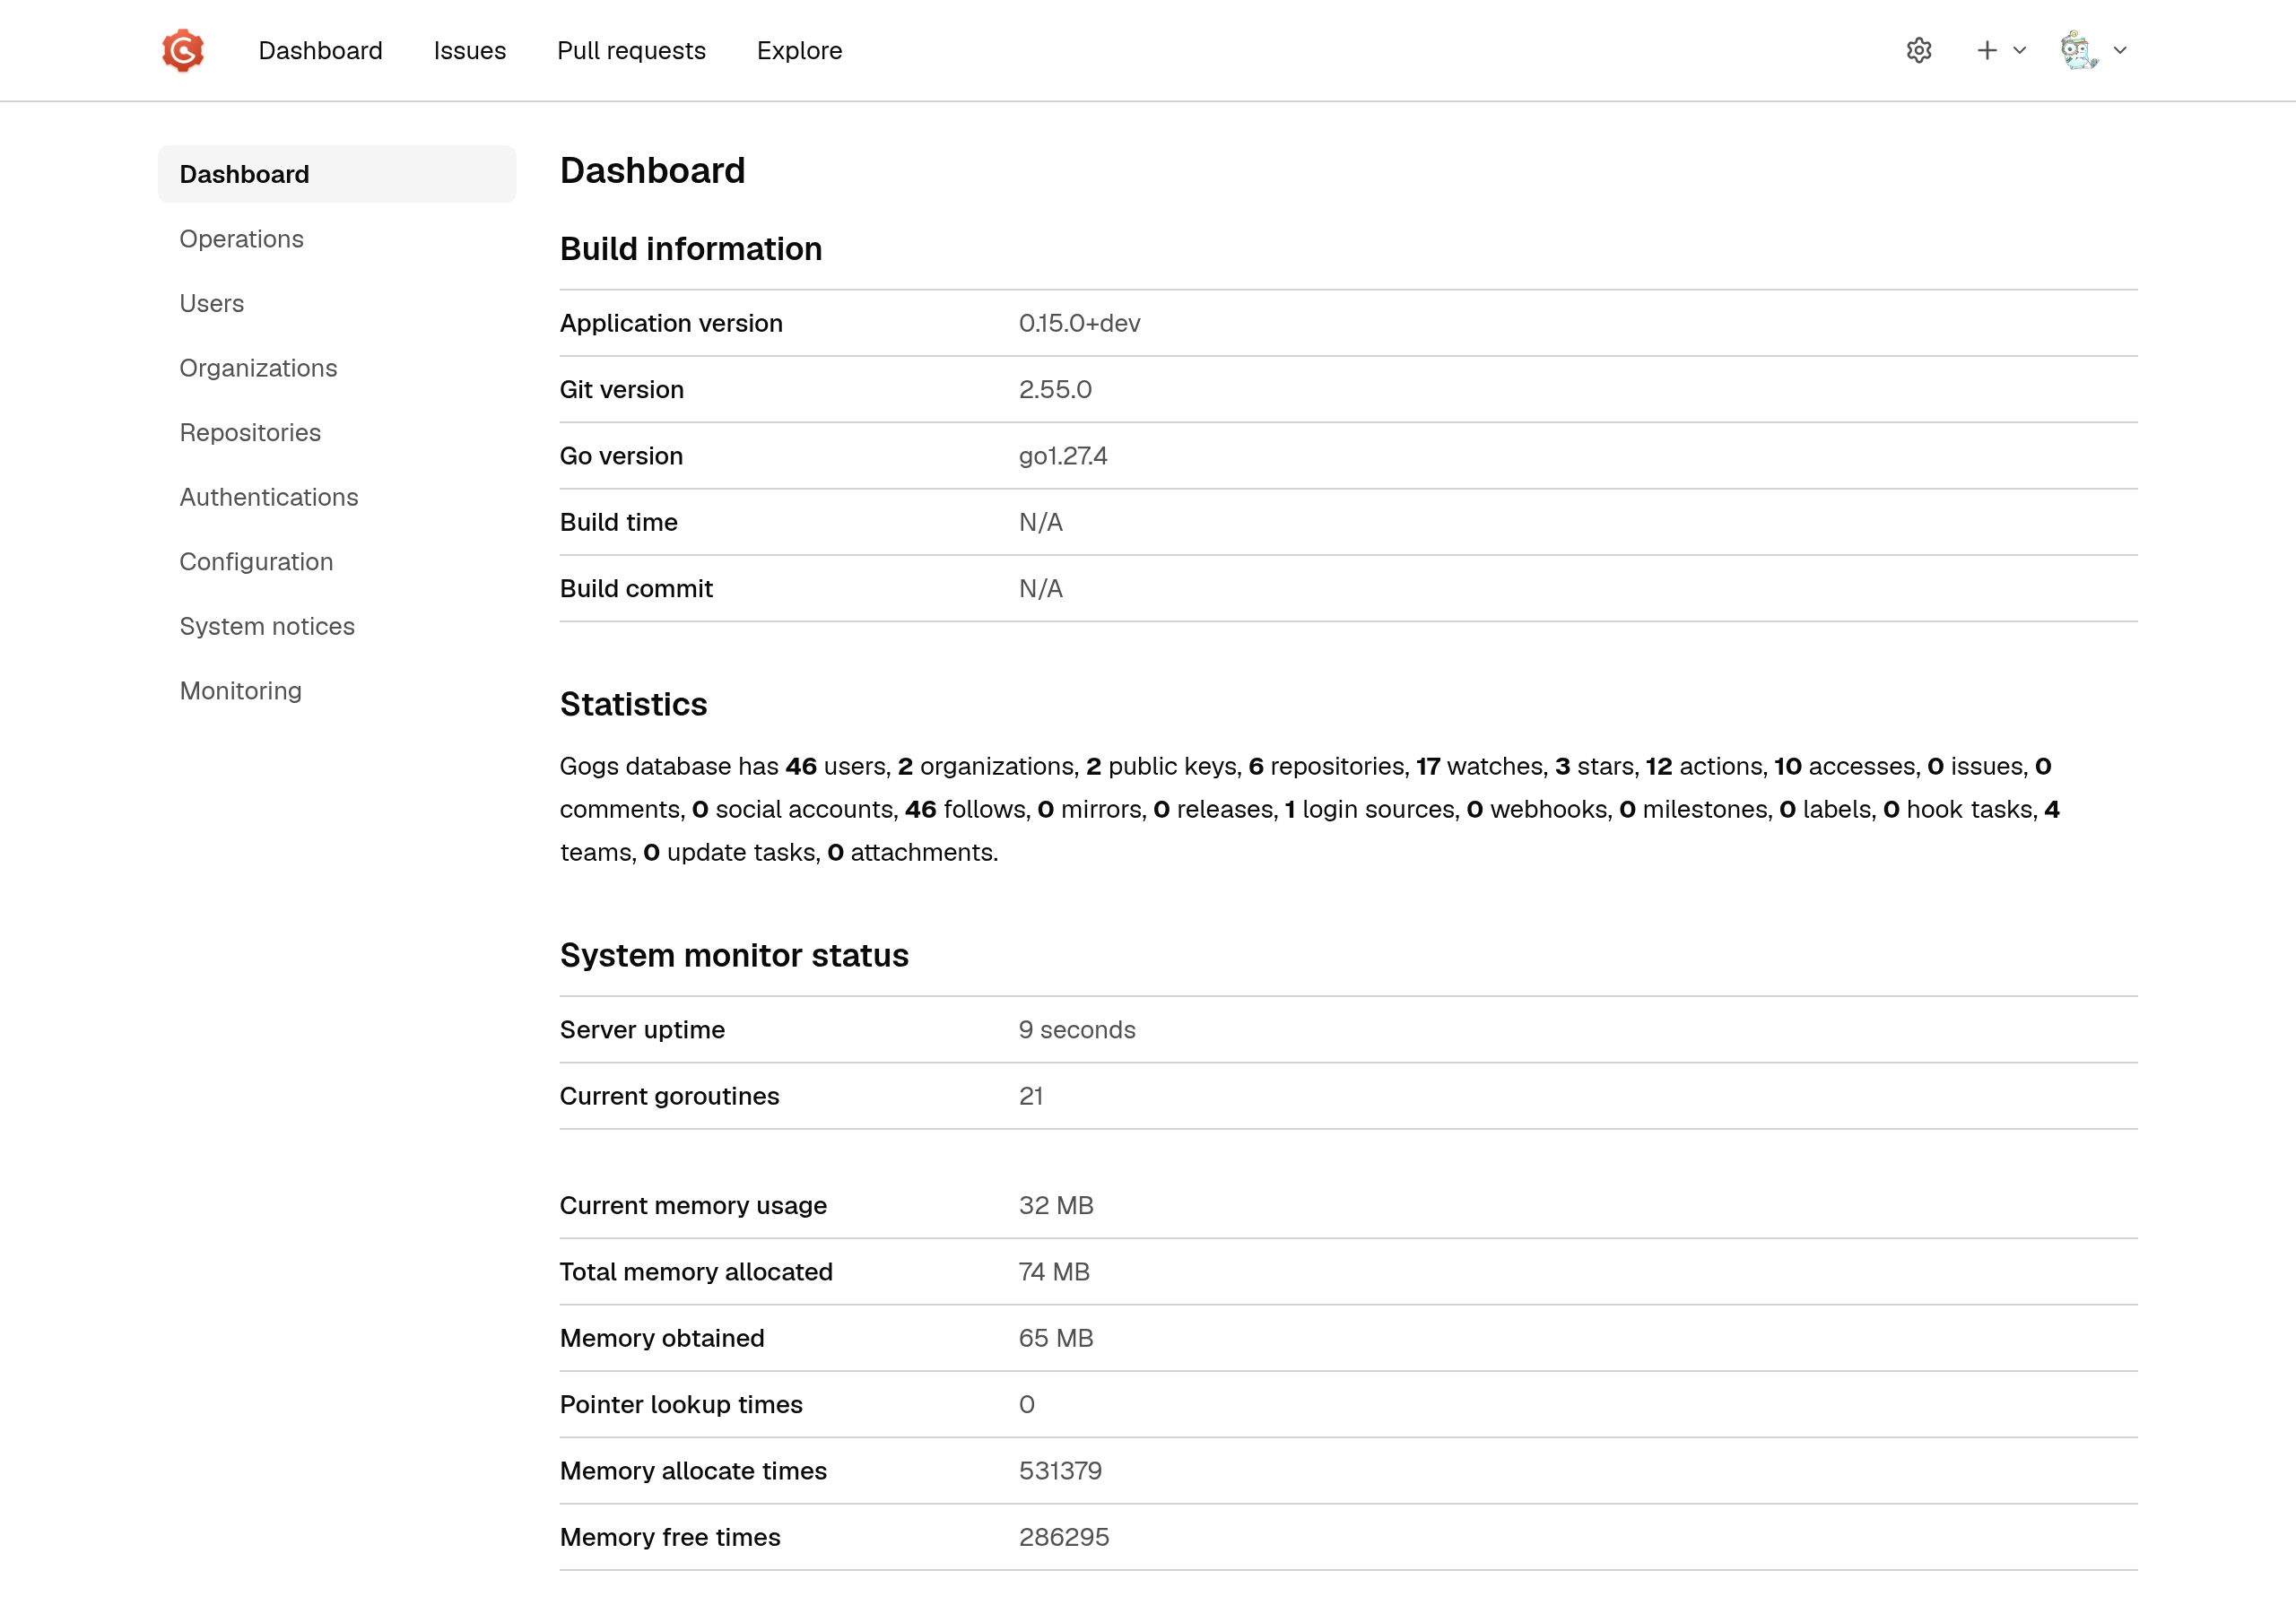 Dashboard Issues Pull requests Explore
Dashboard
Operations
Users
Organizations
Repositories
Authentications
Configuration
System notices
Monitoring
Dashboard
Build information
Application version 0.15.0+dev
Git version 2.55.0
Go version go1.27.4
Build time N/A
Build commit N/A
Statistics
Gogs database has 46 users, 2 organizations, 2 public keys, 6 repositories, 17 watches, 3 stars, 12 actions, 10 accesses, 0 issues, 0
comments, 0 social accounts, 46 follows, 0 mirrors, 0 releases, 1 login sources, 0 webhooks, 0 milestones, 0 labels, 0 hook tasks, 4
teams, 0 update tasks, 0 attachments.
System monitor status
Server uptime 9 seconds
Current goroutines 21
Current memory usage 32 MB
Total memory allocated 74 MB
Memory obtained 65 MB
Pointer lookup times 0
Memory allocate times 531379
Memory free times 286295